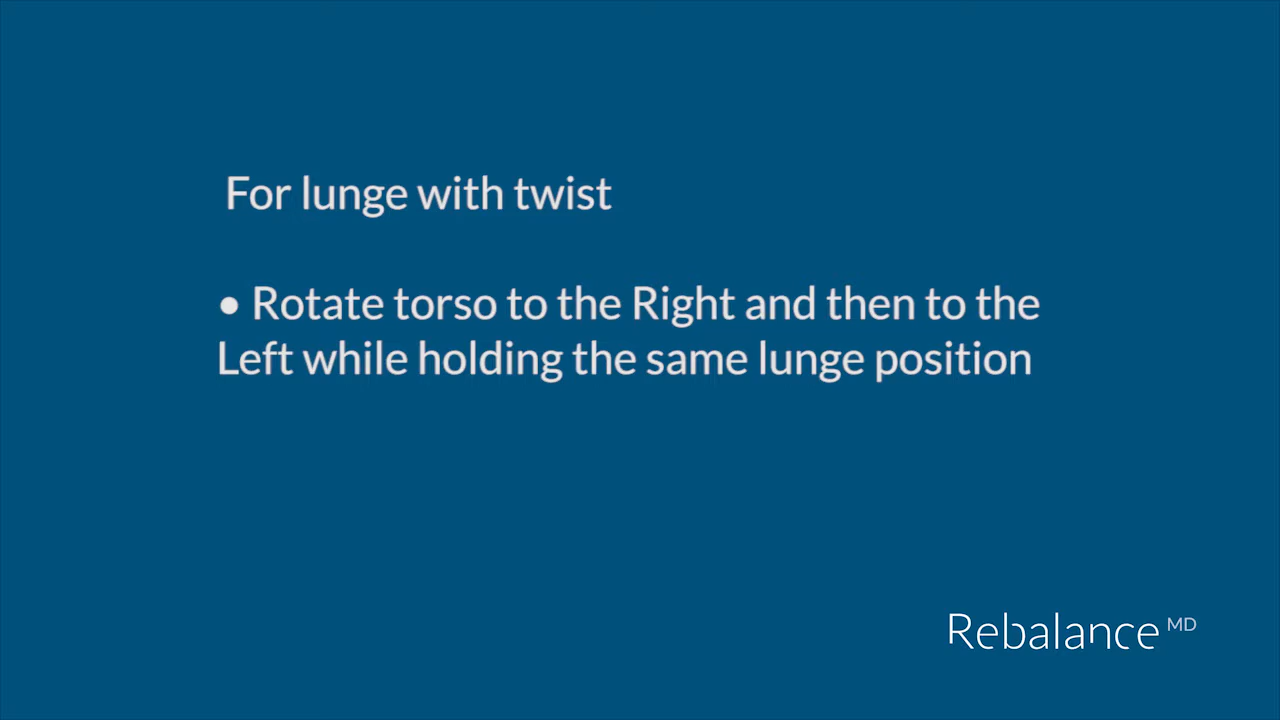 For lunge with twist
• Rotate torso to the Right and then to the
Left while holding the same lunge position
Rebalance MD